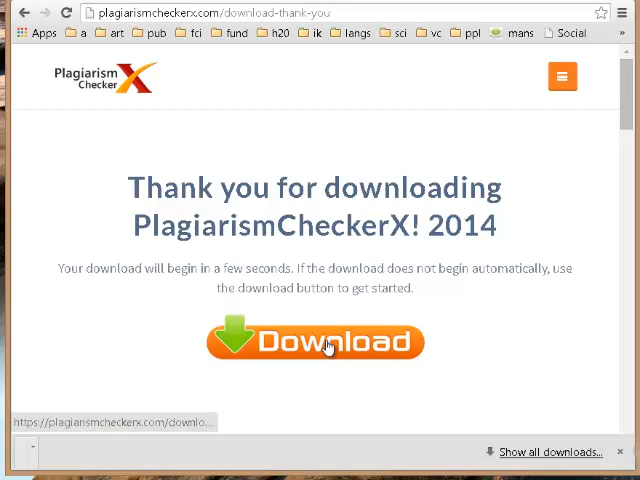 plagiarismcheckerx.com/download-thank-you
Apps a art pub fci fund h20 ik langs sci vc ppl mans Social »
Plagiarism
Checker X
Thank you for downloading
PlagiarismCheckerX! 2014
Your download will begin in a few seconds. If the download does not begin automatically, use
the download button to get started.
Download
https://plagiarismcheckerx.com/downlo...
Show all downloads...